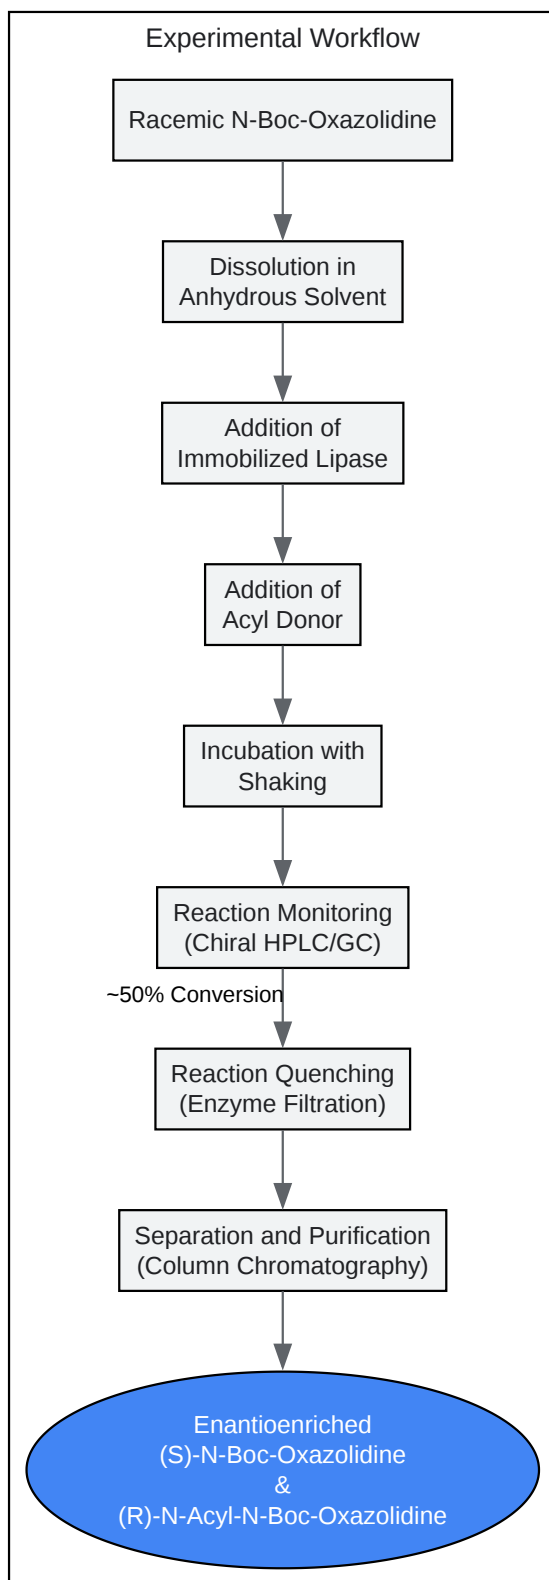 Experimental Workflow
Racemic N-Boc-Oxazolidine
Dissolution in
Anhydrous Solvent
Addition of
Immobilized Lipase
Addition of
Acyl Donor
Incubation with
Shaking
Reaction Monitoring
(Chiral HPLC/GC)
~50% Conversion
Reaction Quenching
(Enzyme Filtration)
Separation and Purification
(Column Chromatography)
Enantioenriched
(S)-N-Boc-Oxazolidine
&
(R)-N-Acyl-N-Boc-Oxazolidine